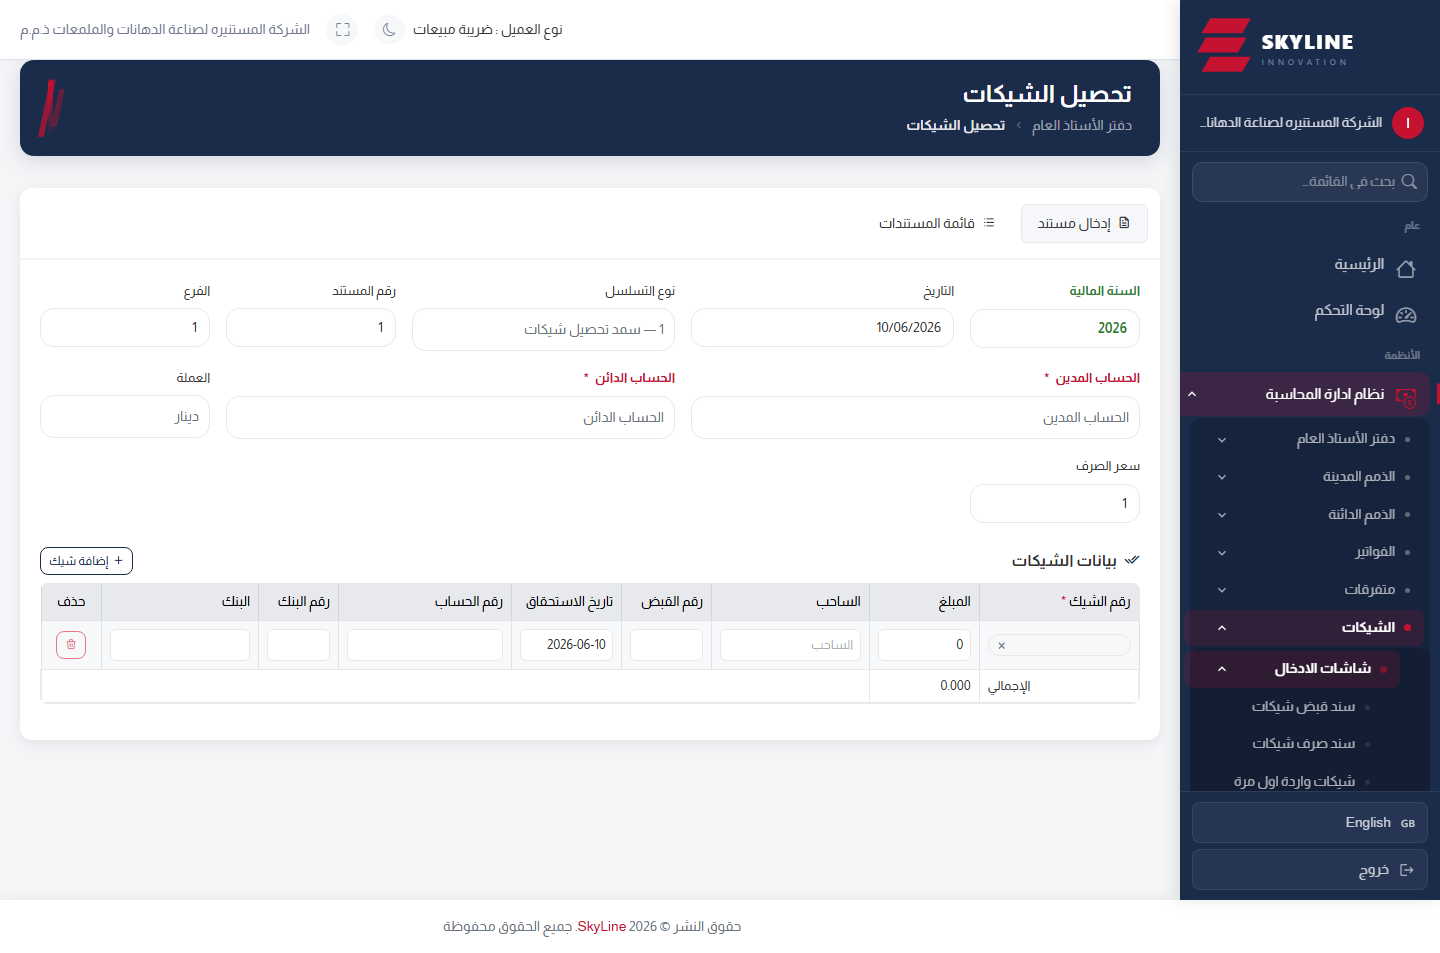 SKYLINE
INNOVATION
نوع العميل : ضريبة مبيعات
الشركة المستنيره لصناعة الدهانات والملمعات ذ.م.م
ا
الشركة المستنيره لصناعة الدهانا...
بحث في القائمة...
عام
الرئيسية
لوحة التحكم
الأنظمة
نظام ادارة المحاسبة
دفتر الأستاذ العام
الذمم المدينة
الذمم الدائنة
الفواتير
متفرقات
الشيكات
شاشات الادخال
سند قبض شيكات
سند صرف شيكات
شيكات واردة اول مرة
GB English
خروج
تحصيل الشيكات
دفتر الأستاذ العام › تحصيل الشيكات
إدخال مستند
قائمة المستندات
السنة المالية
التاريخ
نوع التسلسل
رقم المستند
الفرع
2026
10/06/2026
1 — سمد تحصيل شيكات
1
1
الحساب المدين *
الحساب الدائن *
العملة
الحساب المدين
الحساب الدائن
دينار
سعر الصرف
1
بيانات الشيكات
+ إضافة شيك
رقم الشيك * المبلغ الساحب رقم القبض تاريخ الاستحقاق رقم الحساب رقم البنك البنك حذف
× 0 الساحب 2026-06-10
الإجمالي 0.000
حقوق النشر © 2026 SkyLine. جميع الحقوق محفوظة